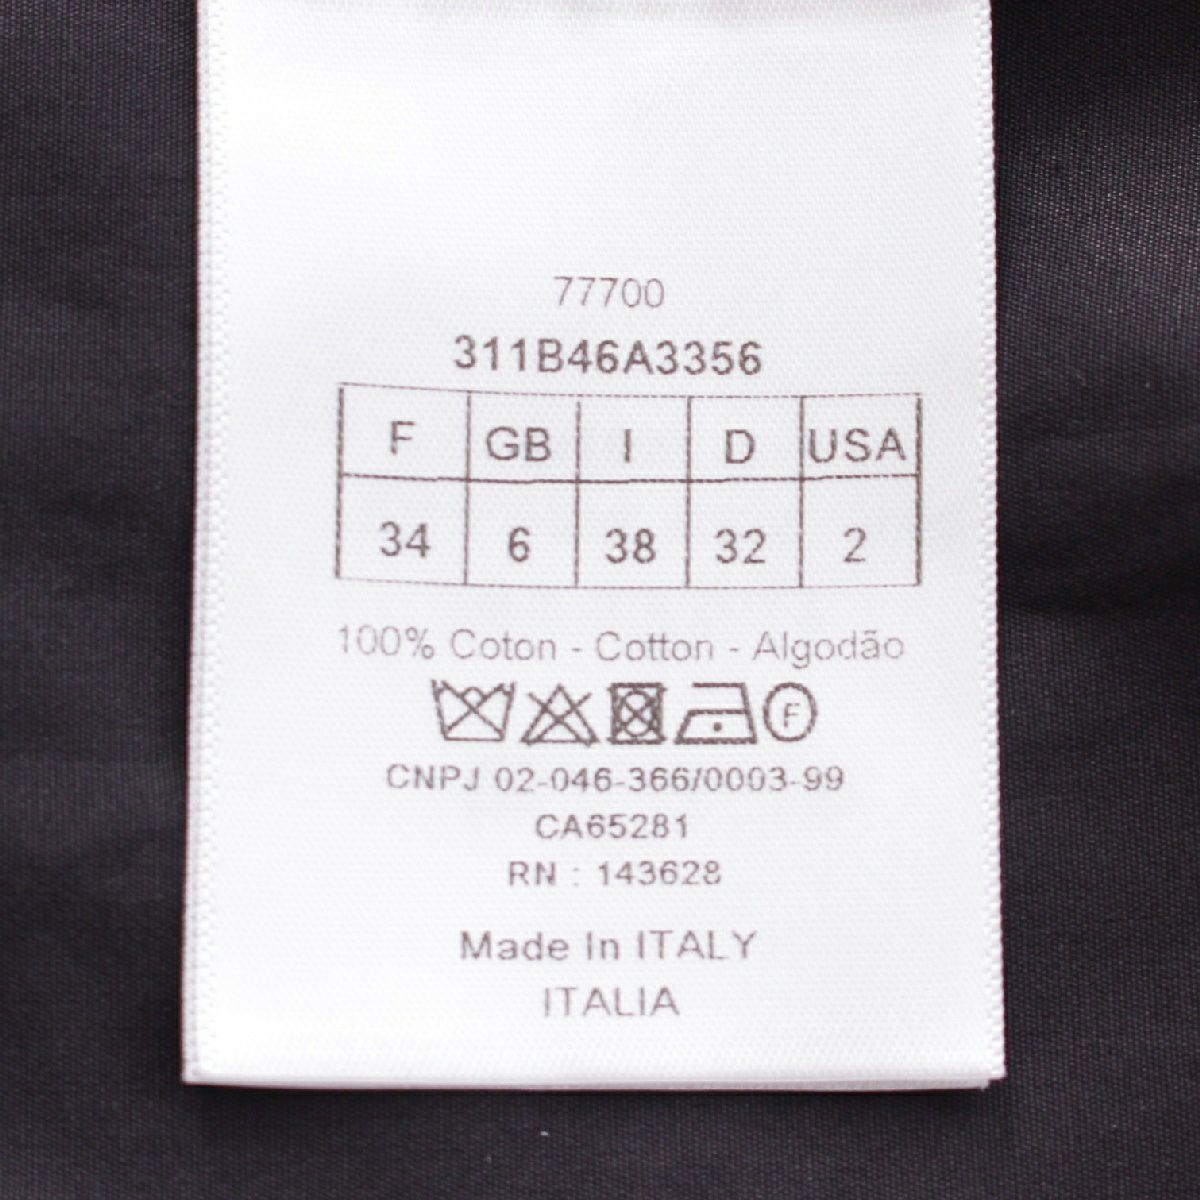 77700
311B46A3356
F GB I D USA
34 6 38 32 2
100% Coton - Cotton - Algodão
F
CNPJ 02-046-366/0003-99
CA65281
RN : 143628
Made In ITALY
ITALIA